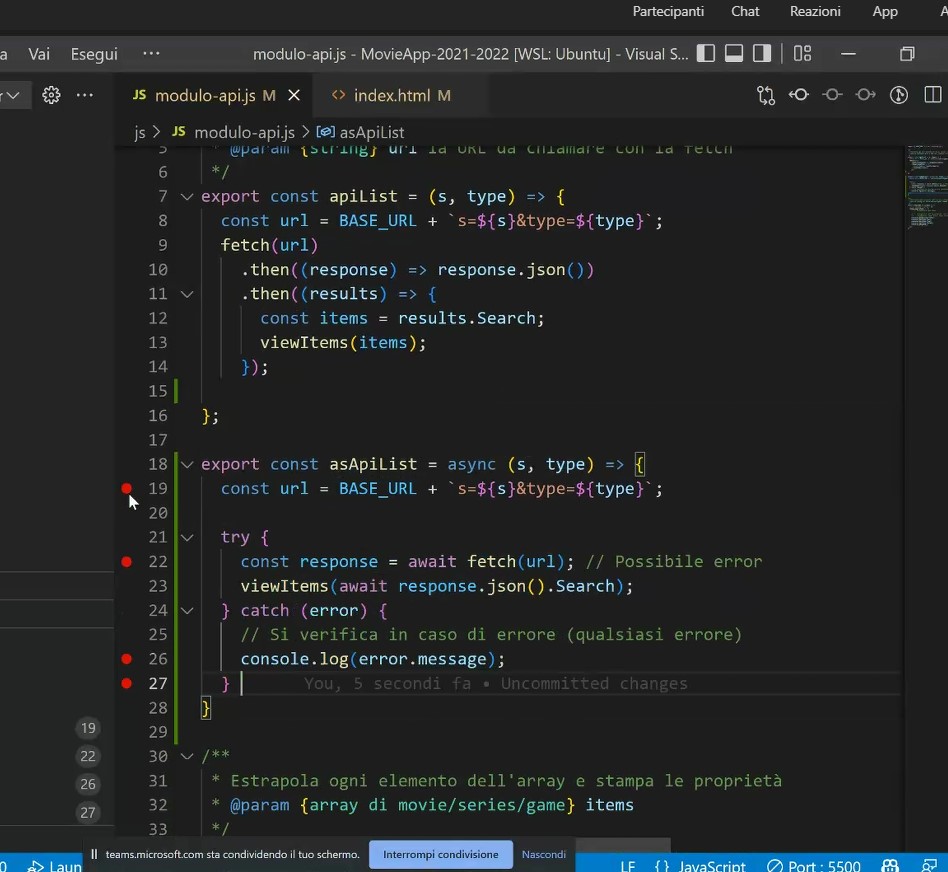 Partecipanti Chat Reazioni App A
a Vai Esegui ··· modulo-api.js - MovieApp-2021-2022 [WSL: Ubuntu] - Visual S...
JS modulo-api.js M index.html M
js > JS modulo-api.js > asApiList
5 * @param {string} url la URL da chiamare con la fetch
6 */
7 export const apiList = (s, type) => {
8 const url = BASE_URL + `s=${s}&type=${type}`;
9 fetch(url)
10 .then((response) => response.json())
11 .then((results) => {
12 const items = results.Search;
13 viewItems(items);
14 });
15
16 };
17
18 export const asApiList = async (s, type) => {
19 const url = BASE_URL + `s=${s}&type=${type}`;
20
21 try {
22 const response = await fetch(url); // Possibile error
23 viewItems(await response.json().Search);
24 } catch (error) {
25 // Si verifica in caso di errore (qualsiasi errore)
26 console.log(error.message);
27 } You, 5 secondi fa • Uncommitted changes
28 }
29
30 /**
31 * Estrapola ogni elemento dell'array e stampa le proprietà
32 * @param {array di movie/series/game} items
33 */
19
22
26
27
teams.microsoft.com sta condividendo il tuo schermo. Interrompi condivisione Nascondi
0 Laun LF {} JavaScript Port : 5500